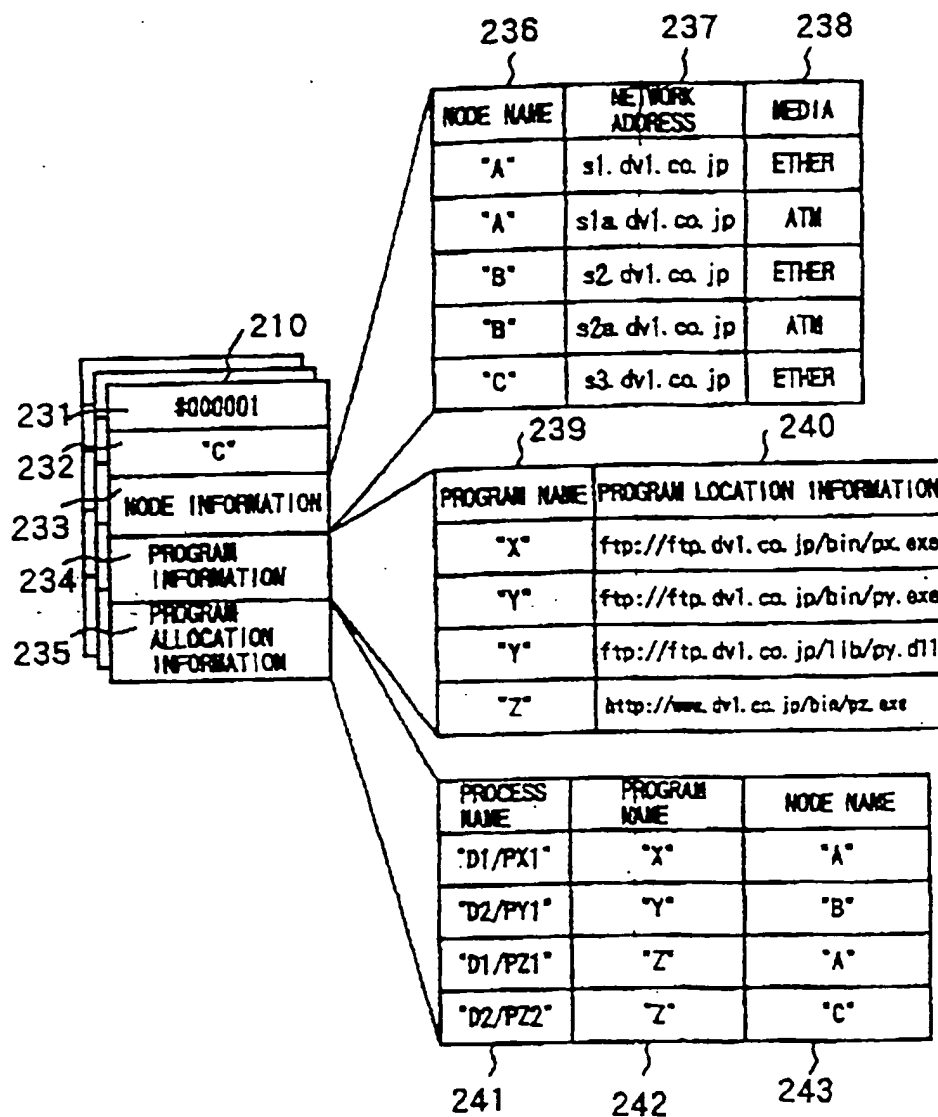 236 237 238
NODE NAME NETWORK ADDRESS MEDIA
"A" s1.dv1.co.jp ETHER
"A" s1a.dv1.co.jp ATM
"B" s2.dv1.co.jp ETHER
"B" s2a.dv1.co.jp ATM
"C" s3.dv1.co.jp ETHER
210
231 #000001
232 "C"
233 NODE INFORMATION
234 PROGRAM INFORMATION
235 PROGRAM ALLOCATION INFORMATION
239 240
PROGRAM NAME PROGRAM LOCATION INFORMATION
"X" ftp://ftp.dv1.co.jp/bin/px.exe
"Y" ftp://ftp.dv1.co.jp/bin/py.exe
"Y" ftp://ftp.dv1.co.jp/lib/py.dll
"Z" http://www.dv1.co.jp/bin/pz.exe
PROCESS NAME PROGRAM NAME NODE NAME
"D1/PX1" "X" "A"
"D2/PY1" "Y" "B"
"D1/PZ1" "Z" "A"
"D2/PZ2" "Z" "C"
241 242 243